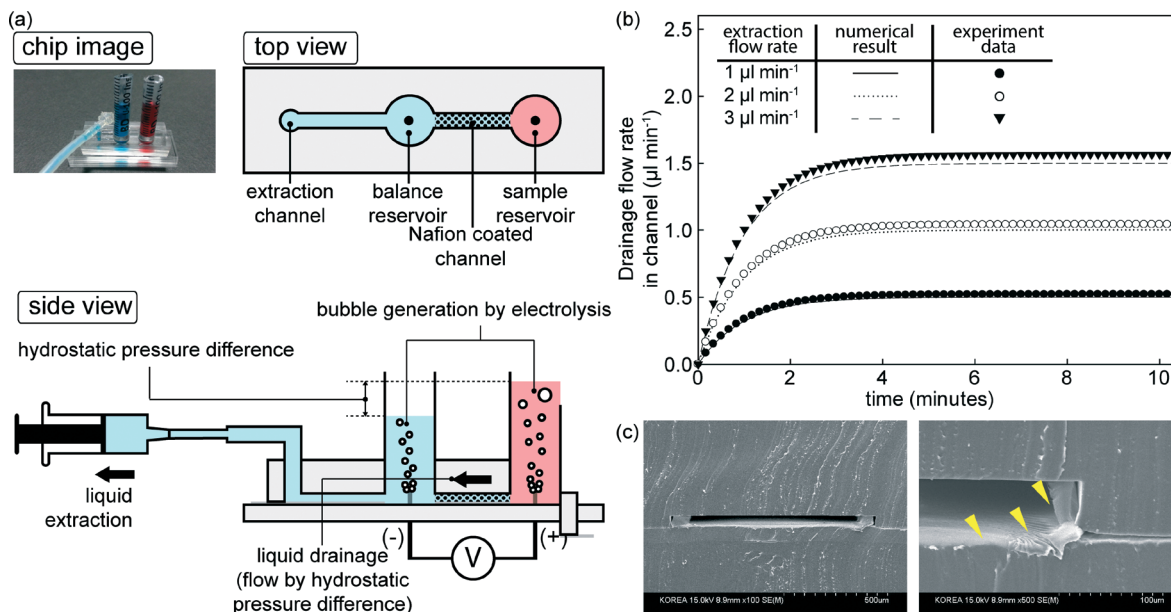 (a)
chip image
top view
extraction
channel
balance
reservoir
sample
reservoir
Nafion coated
channel
side view
bubble generation by electrolysis
hydrostatic pressure difference
liquid
extraction
(-)
V
(+)
liquid drainage
(flow by hydrostatic
pressure difference)
(b)
extraction
flow rate
numerical
result
experiment
data
1 µl min⁻¹
2 µl min⁻¹
3 µl min⁻¹
Drainage flow rate
in channel (µl min⁻¹)
2.5
2.0
1.5
1.0
0.5
0.0
0 2 4 6 8 10
time (minutes)
(c)
KOREA 15.0kV 8.9mm x100 SE(M) 500um
KOREA 15.0kV 8.9mm x500 SE(M) 100um